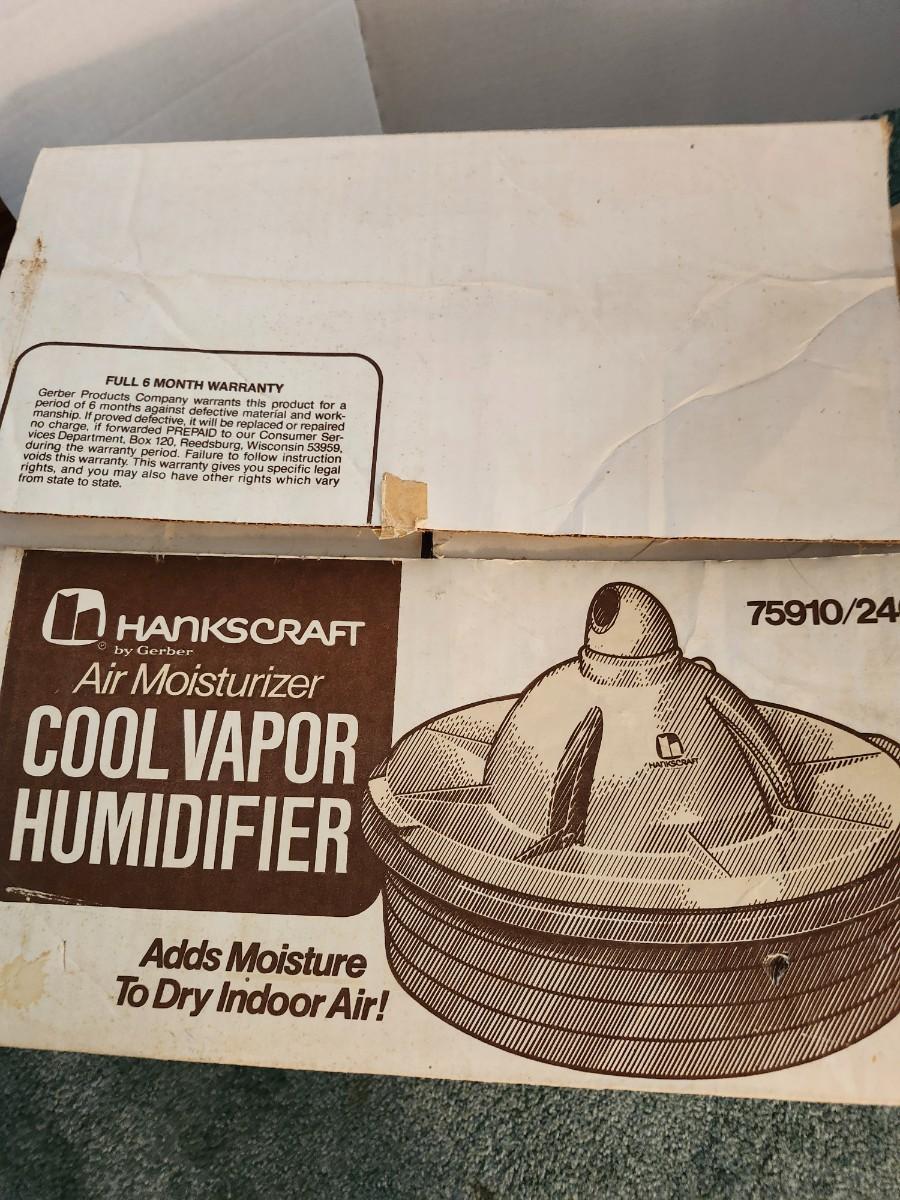 FULL 6 MONTH WARRANTY
Gerber Products Company warrants this product for a
period of 6 months against defective material and work-
manship. If proved defective, it will be replaced or repaired
no charge, if forwarded PREPAID to our Consumer Ser-
vices Department, Box 120, Reedsburg, Wisconsin 53959,
during the warranty period. Failure to follow instruction
voids this warranty. This warranty gives you specific legal
rights, and you may also have other rights which vary
from state to state.
HANKSCRAFT
© by Gerber
Air Moisturizer
COOL VAPOR
HUMIDIFIER
Adds Moisture
To Dry Indoor Air!
75910/24
HANKSCRAFT